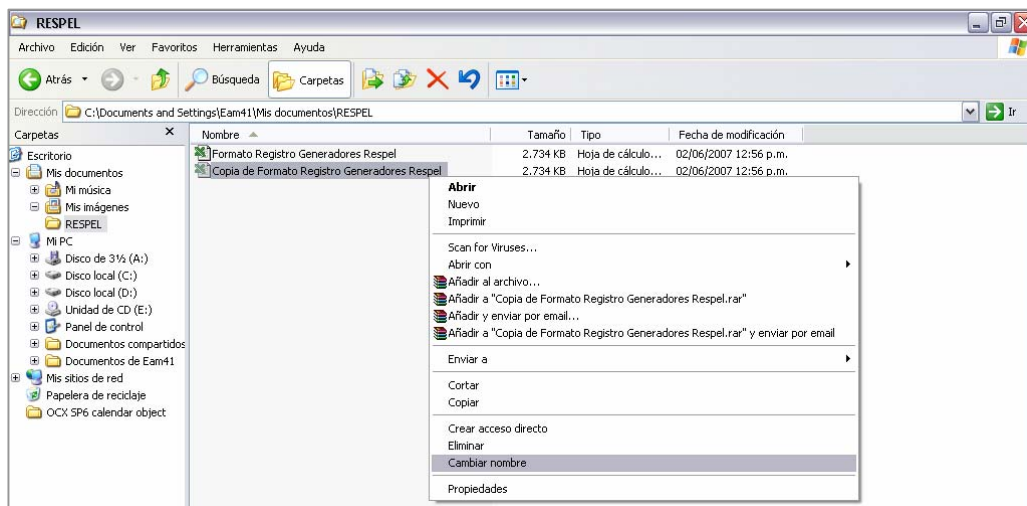 RESPEL
Archivo Edición Ver Favoritos Herramientas Ayuda
Atrás Búsqueda Carpetas
Dirección C:\Documents and Settings\Eam41\Mis documentos\RESPEL Ir
Carpetas x Nombre Tamaño Tipo Fecha de modificación
Escritorio
Mis documentos
Mi música
Mis imágenes
RESPEL
Mi PC
Disco de 3½ (A:)
Disco local (C:)
Disco local (D:)
Unidad de CD (E:)
Panel de control
Documentos compartidos
Documentos de Eam41
Mis sitios de red
Papelera de reciclaje
OCX SP6 calendar object
Formato Registro Generadores Respel 2.734 KB Hoja de cálculo... 02/06/2007 12:56 p.m.
Copia de Formato Registro Generadores Respel 2.734 KB Hoja de cálculo... 02/06/2007 12:56 p.m.
Abrir
Nuevo
Imprimir
Scan for Viruses...
Abrir con
Añadir al archivo...
Añadir a "Copia de Formato Registro Generadores Respel.rar"
Añadir y enviar por email...
Añadir a "Copia de Formato Registro Generadores Respel.rar" y enviar por email
Enviar a
Cortar
Copiar
Crear acceso directo
Eliminar
Cambiar nombre
Propiedades